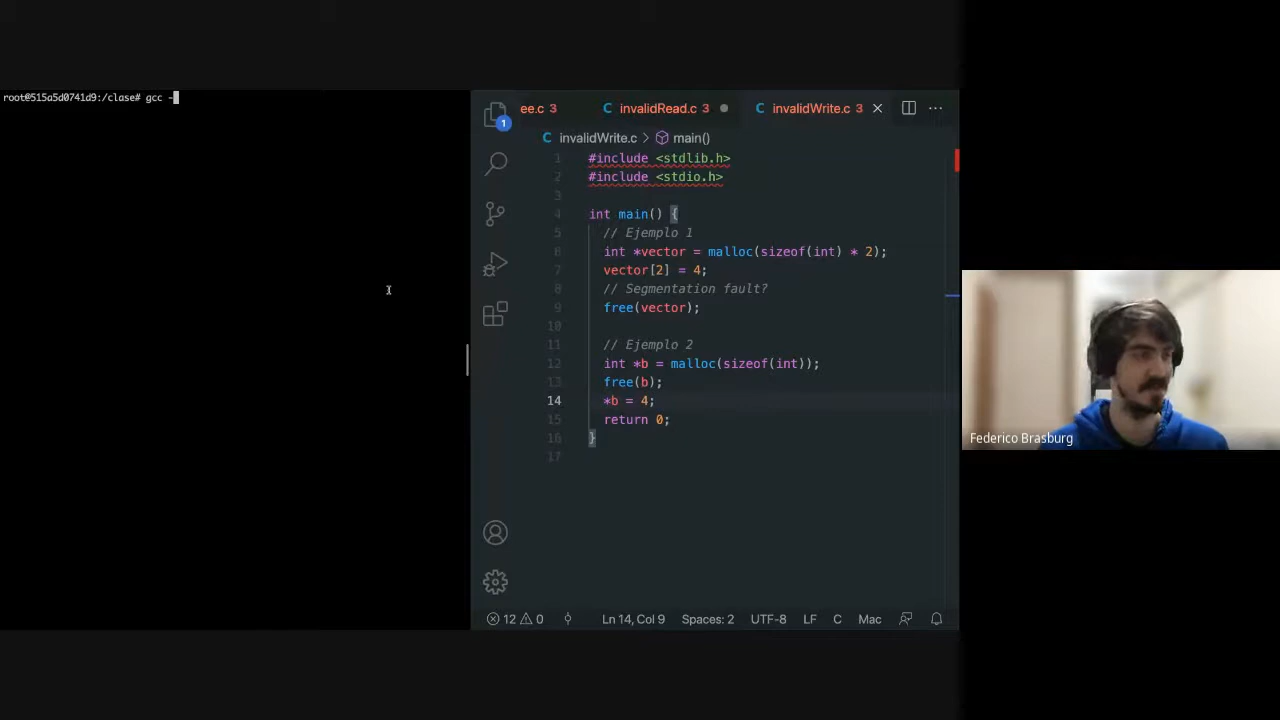 root@515a5d0741d9:/clase# gcc -
ee.c 3
invalidRead.c 3
invalidWrite.c 3
invalidWrite.c > main()
1 #include <stdlib.h>
2 #include <stdio.h>
3
4 int main() {
5 // Ejemplo 1
6 int *vector = malloc(sizeof(int) * 2);
7 vector[2] = 4;
8 // Segmentation fault?
9 free(vector);
10
11 // Ejemplo 2
12 int *b = malloc(sizeof(int));
13 free(b);
14 *b = 4;
15 return 0;
16 }
17
1
12 0 Ln 14, Col 9 Spaces: 2 UTF-8 LF C Mac
Federico Brasburg